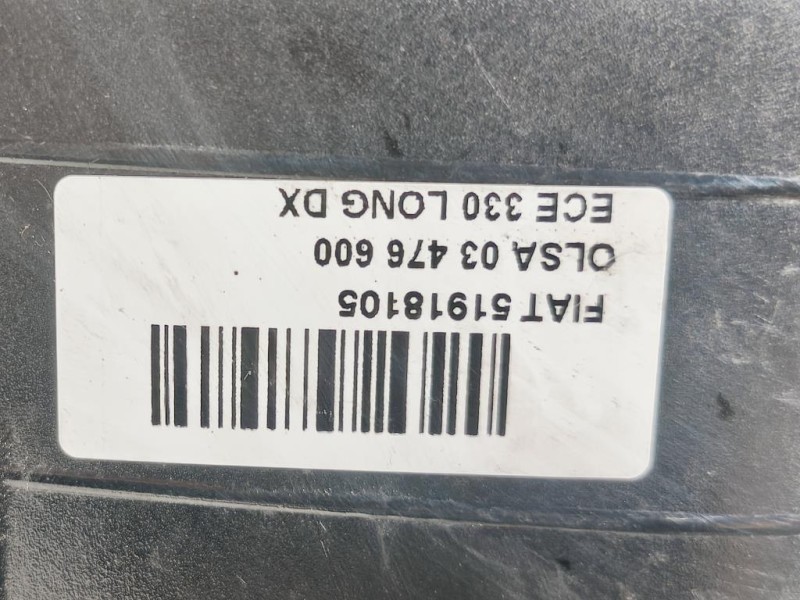 FIAT 51918105
OLSA 03 476 600
ECE 330 LONG DX